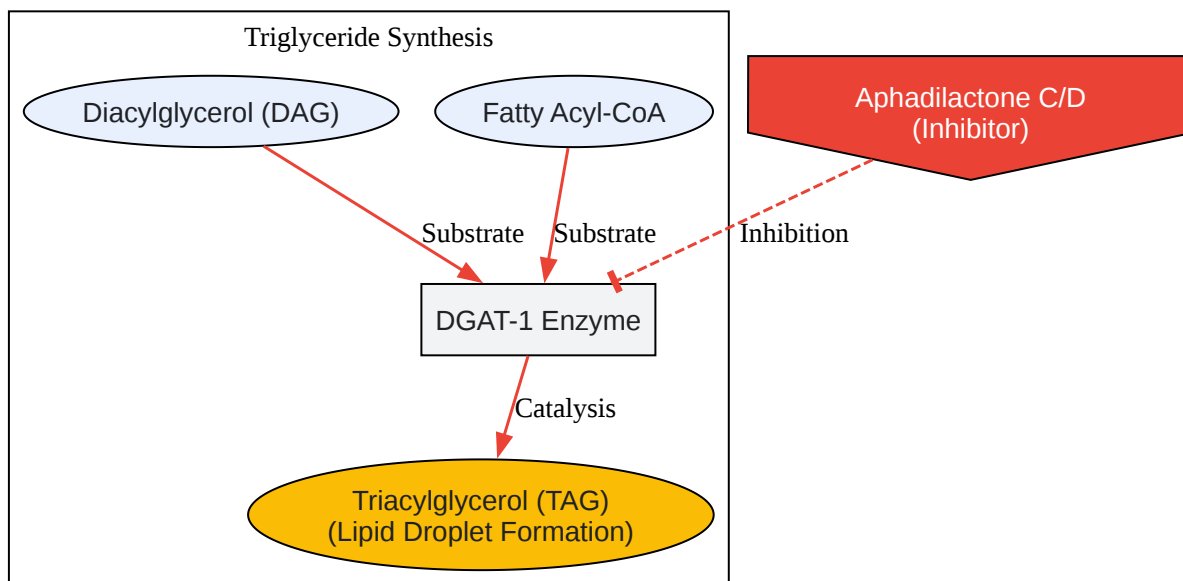 Triglyceride Synthesis
Diacylglycerol (DAG)
Fatty Acyl-CoA
Aphadilactone C/D
(Inhibitor)
Substrate
Substrate
Inhibition
DGAT-1 Enzyme
Catalysis
Triacylglycerol (TAG)
(Lipid Droplet Formation)